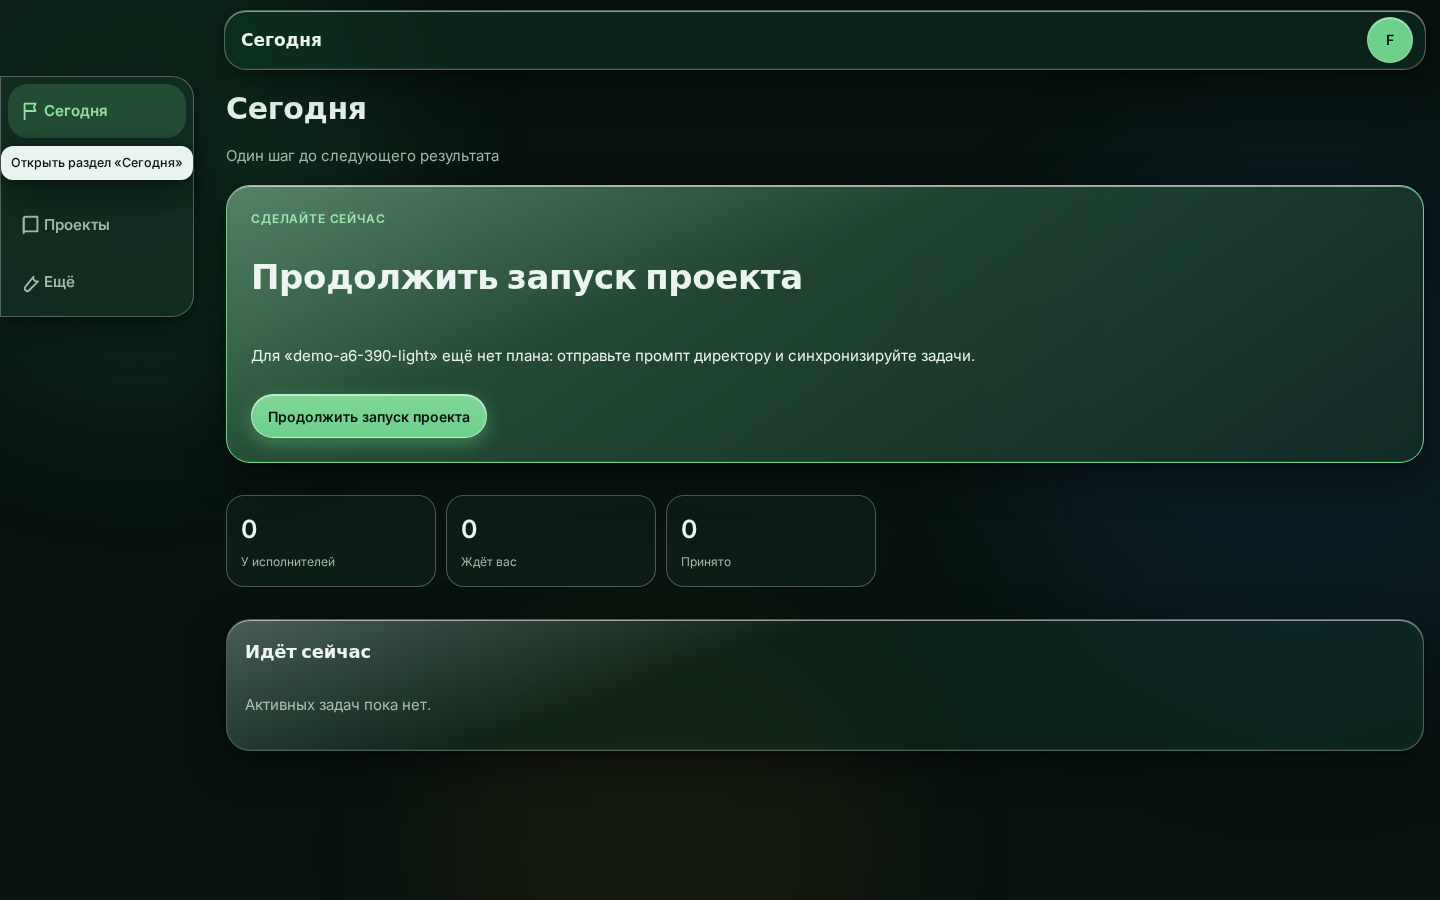 Сегодня
F
Сегодня
Открыть раздел «Сегодня»
Проекты
Ещё
Сегодня
Один шаг до следующего результата
СДЕЛАЙТЕ СЕЙЧАС
Продолжить запуск проекта
Для «demo-a6-390-light» ещё нет плана: отправьте промпт директору и синхронизируйте задачи.
Продолжить запуск проекта
0
У исполнителей
0
Ждёт вас
0
Принято
Идёт сейчас
Активных задач пока нет.